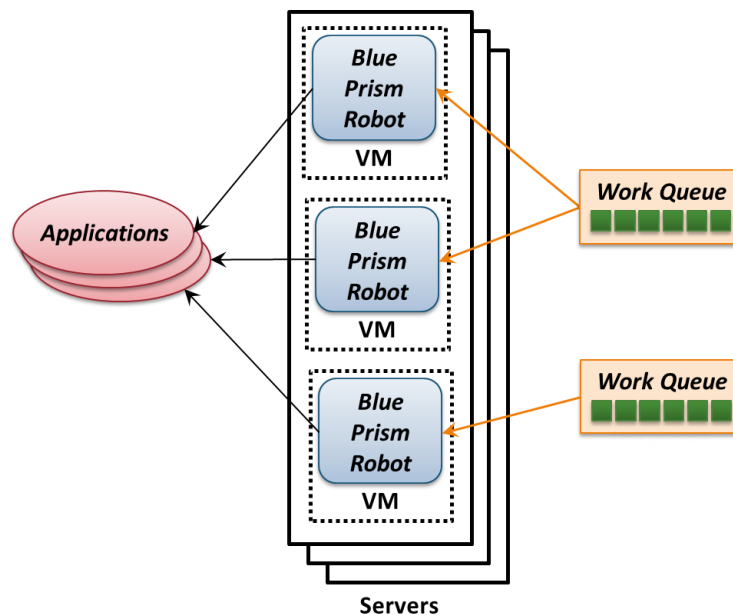 Blue
Prism
Robot
VM
Applications
Blue
Prism
Robot
VM
Blue
Prism
Robot
VM
Work Queue
Work Queue
Servers